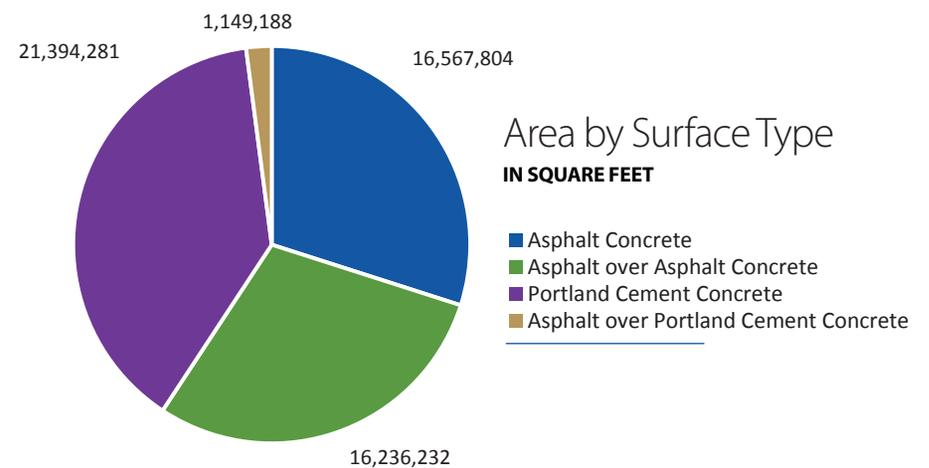 1,149,188
21,394,281
16,567,804
Area by Surface Type
IN SQUARE FEET
Asphalt Concrete
Asphalt over Asphalt Concrete
Portland Cement Concrete
Asphalt over Portland Cement Concrete
16,236,232